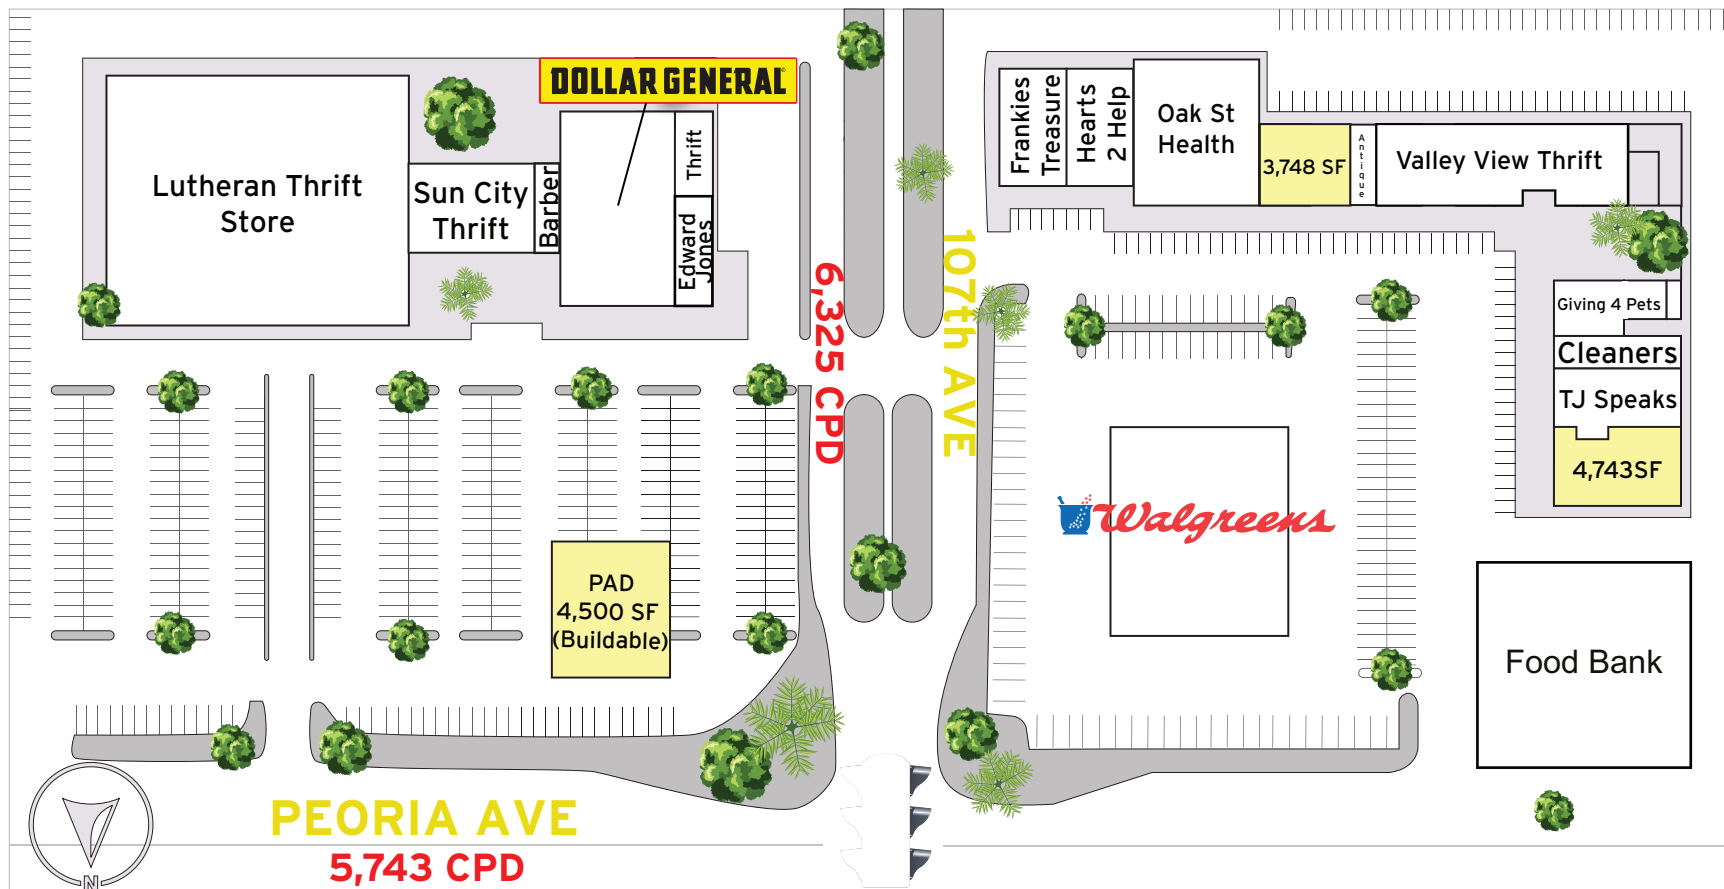 DOLLAR GENERAL
Lutheran Thrift
Store
Sun City
Thrift
Barber
Thrift
Edward
Jones
6,325 CPD
107th AVE
Frankies
Treasure
Hearts
2 Help
Oak St
Health
3,748 SF
Antique
Valley View Thrift
Giving 4 Pets
Cleaners
TJ Speaks
4,743SF
Walgreens
PAD
4,500 SF
(Buildable)
Food Bank
PEORIA AVE
5,743 CPD
N